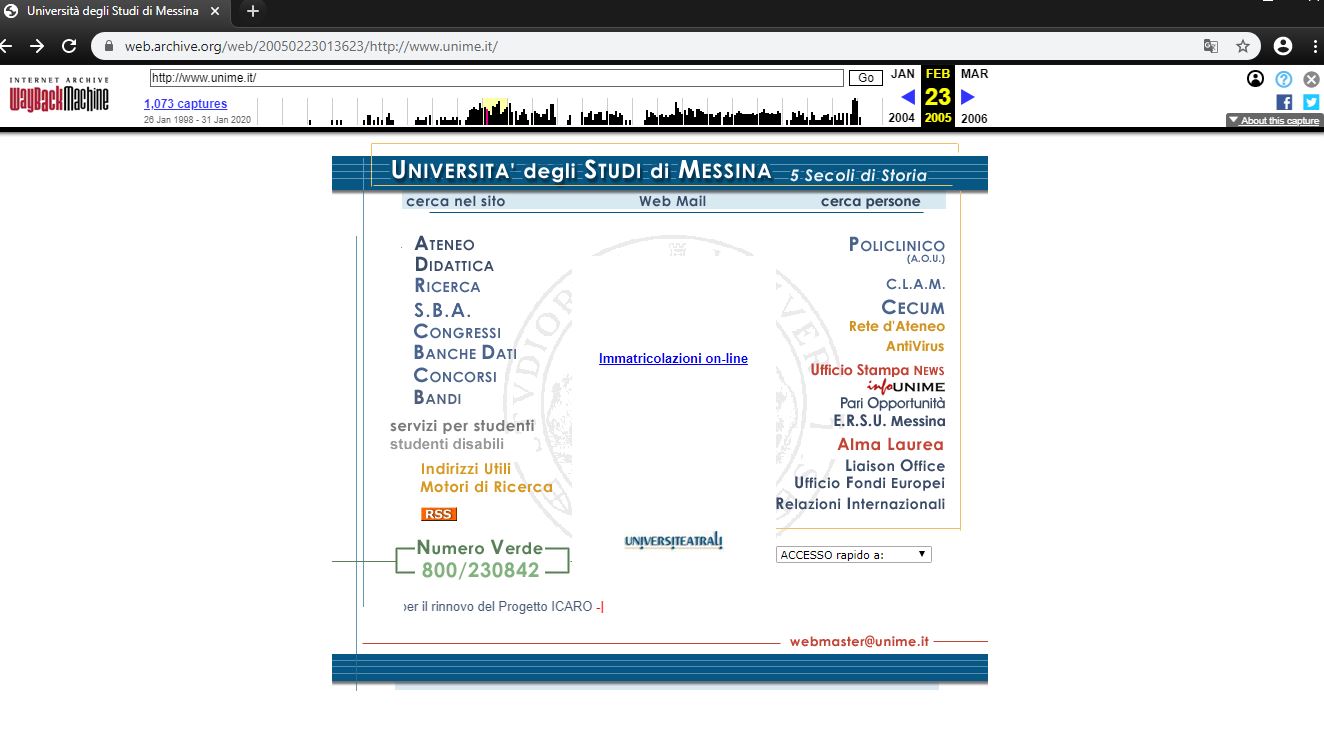 Università degli Studi di Messina
web.archive.org/web/20050223013623/http://www.unime.it/
INTERNET ARCHIVE
WayBackMachine
http://www.unime.it/
Go
JAN FEB MAR
1,073 captures
23
26 Jan 1998 - 31 Jan 2020
2004 2005 2006
About this capture
UNIVERSITA' degli STUDI di MESSINA 5 Secoli di Storia
cerca nel sito Web Mail cerca persone
ATENEO
DIDATTICA
RICERCA
S.B.A.
CONGRESSI
BANCHE DATI
CONCORSI
BANDI
servizi per studenti
studenti disabili
Indirizzi Utili
Motori di Ricerca
RSS
Numero Verde
800/230842
Immatricolazioni on-line
UNIVERSITEATRALI
POLICLINICO
(A.O.U.)
C.L.A.M.
CECUM
Rete d'Ateneo
AntiVirus
Ufficio Stampa NEWS
infoUNIME
Pari Opportunità
E.R.S.U. Messina
Alma Laurea
Liaison Office
Ufficio Fondi Europei
Relazioni Internazionali
ACCESSO rapido a:
per il rinnovo del Progetto ICARO -|
webmaster@unime.it